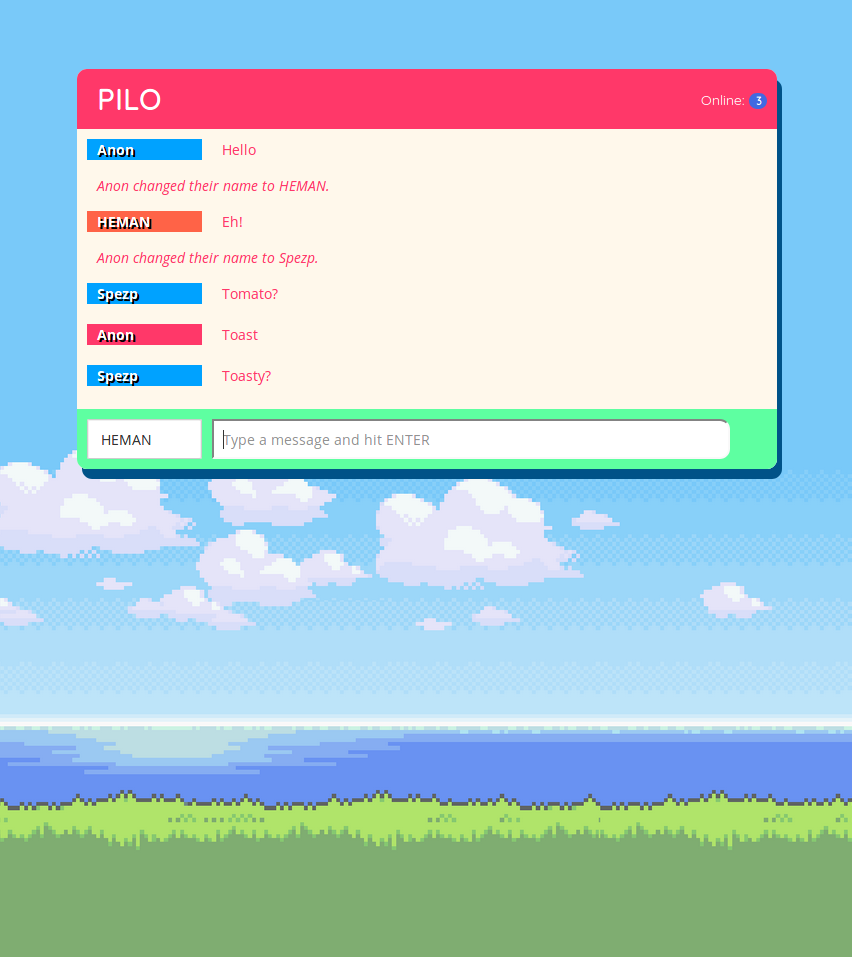 PILO
Online: 3
Anon Hello
Anon changed their name to HEMAN.
HEMAN Eh!
Anon changed their name to Spezp.
Spezp Tomato?
Anon Toast
Spezp Toasty?
HEMAN Type a message and hit ENTER